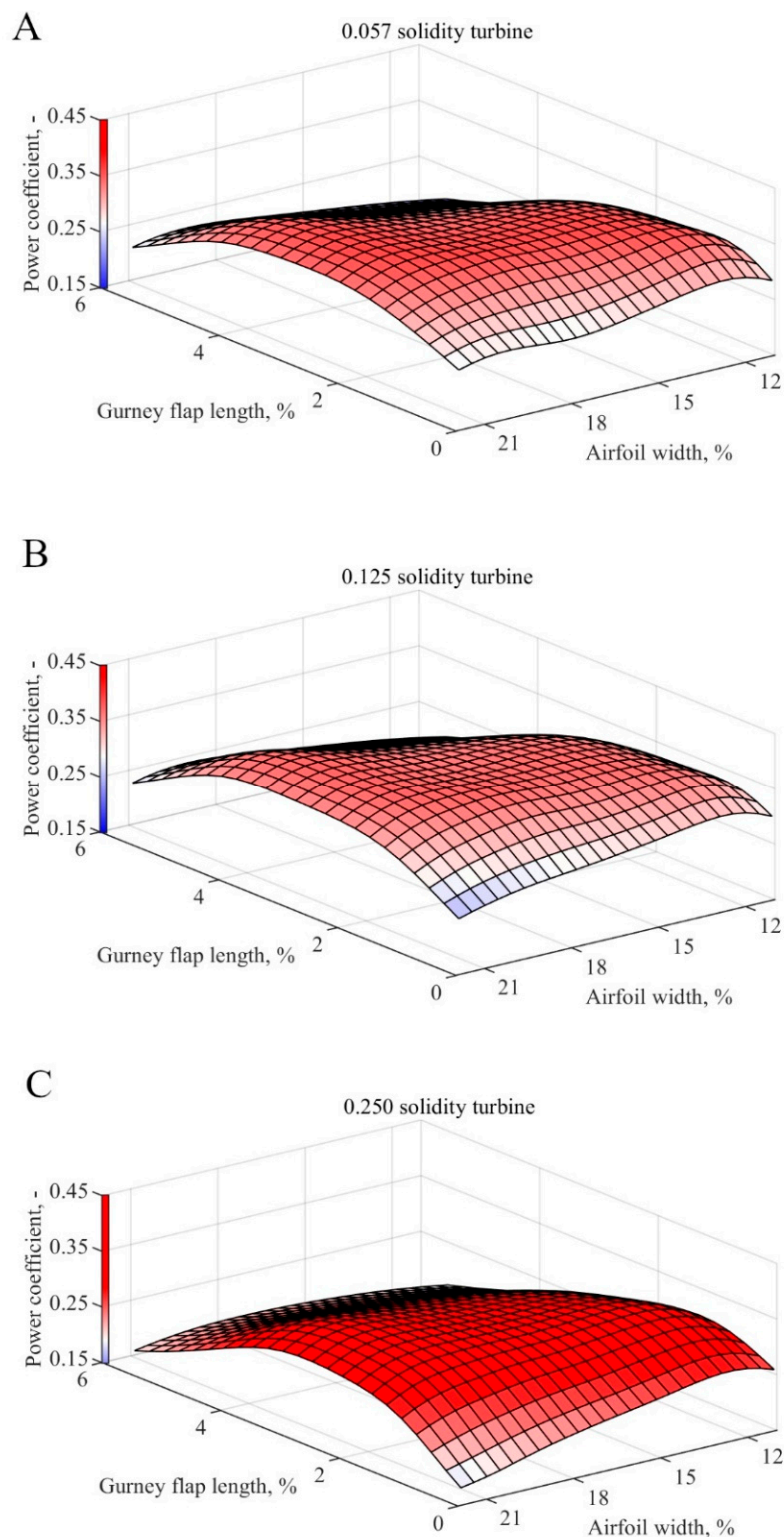 A
0.057 solidity turbine
Power coefficient, -
0.45
0.35
0.25
0.15
6
4
2
0
Gurney flap length, %
21
18
15
12
Airfoil width, %
B
0.125 solidity turbine
Power coefficient, -
0.45
0.35
0.25
0.15
6
4
2
0
Gurney flap length, %
21
18
15
12
Airfoil width, %
C
0.250 solidity turbine
Power coefficient, -
0.45
0.35
0.25
0.15
6
4
2
0
Gurney flap length, %
21
18
15
12
Airfoil width, %